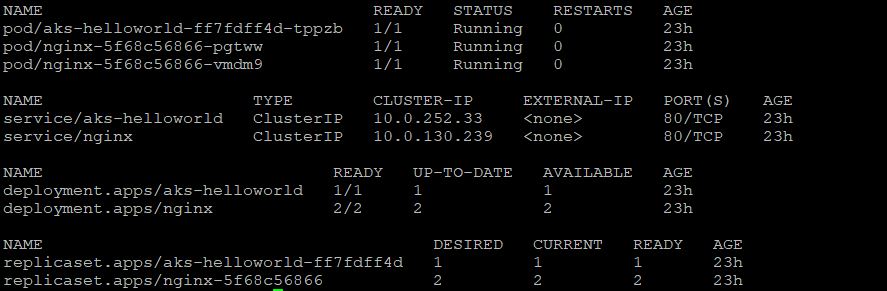 NAME READY STATUS RESTARTS AGE
pod/aks-helloworld-ff7fdff4d-tppzb 1/1 Running 0 23h
pod/nginx-5f68c56866-pgtww 1/1 Running 0 23h
pod/nginx-5f68c56866-vmdm9 1/1 Running 0 23h
NAME TYPE CLUSTER-IP EXTERNAL-IP PORT(S) AGE
service/aks-helloworld ClusterIP 10.0.252.33 <none> 80/TCP 23h
service/nginx ClusterIP 10.0.130.239 <none> 80/TCP 23h
NAME READY UP-TO-DATE AVAILABLE AGE
deployment.apps/aks-helloworld 1/1 1 1 23h
deployment.apps/nginx 2/2 2 2 23h
NAME DESIRED CURRENT READY AGE
replicaset.apps/aks-helloworld-ff7fdff4d 1 1 1 23h
replicaset.apps/nginx-5f68c56866 2 2 2 23h